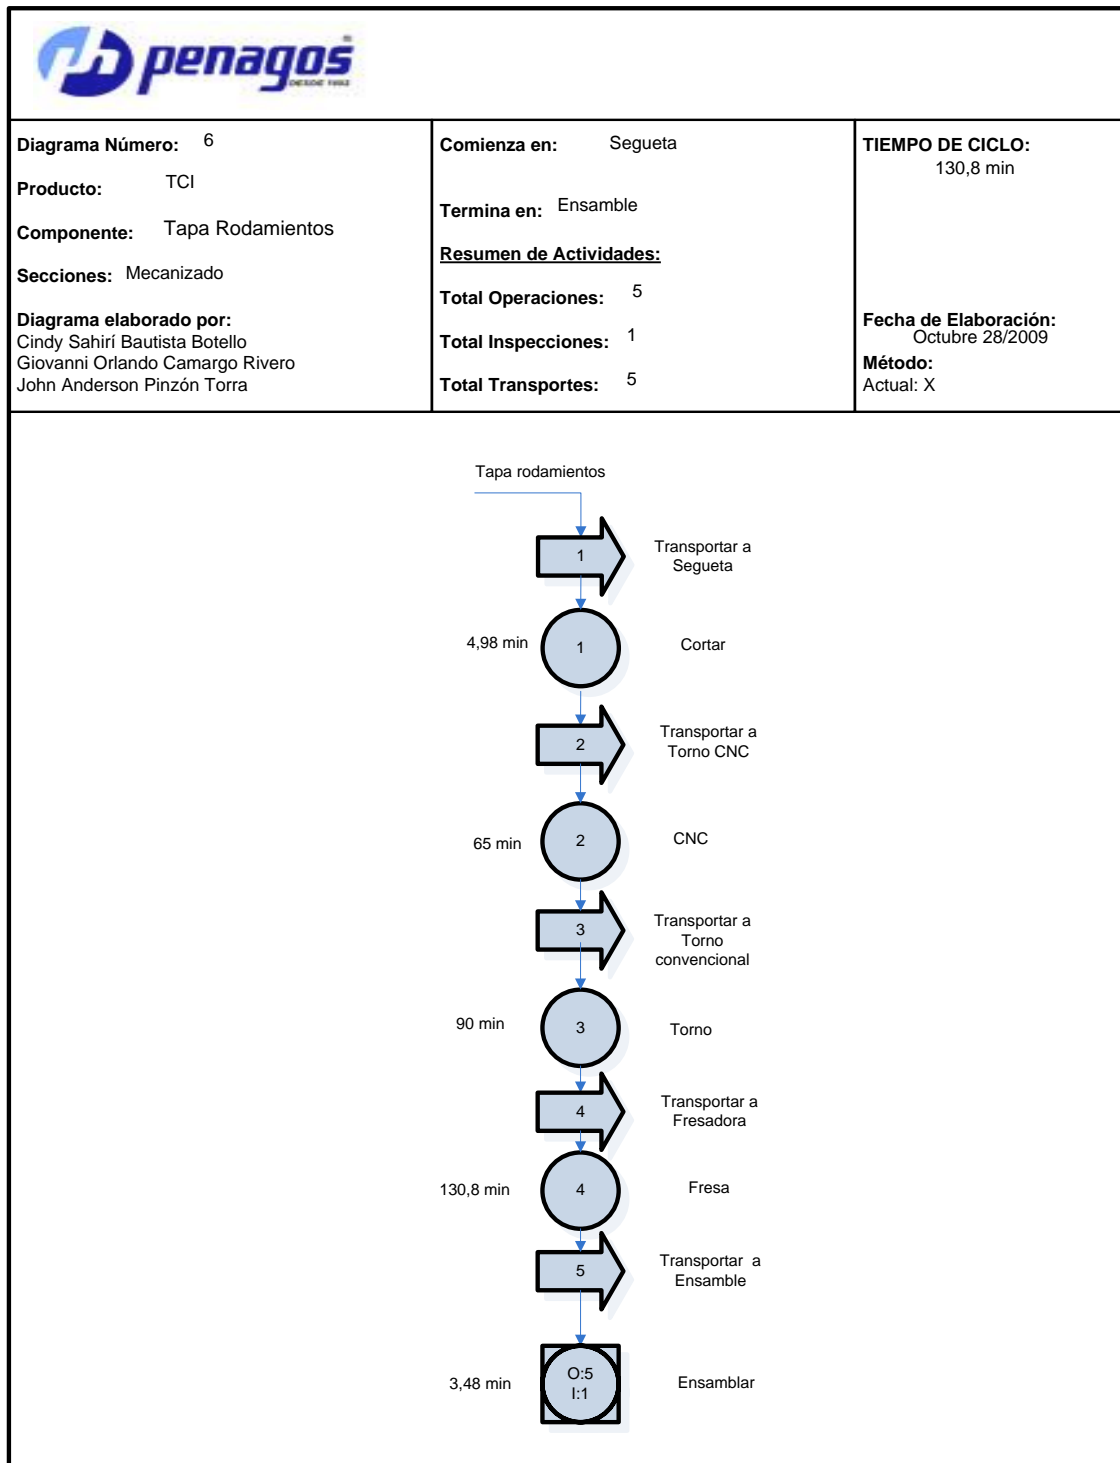 penagos
DESDE 1892
Diagrama Número: 6
Producto: TCI
Componente: Tapa Rodamientos
Secciones: Mecanizado
Diagrama elaborado por:
Cindy Sahirí Bautista Botello
Giovanni Orlando Camargo Rivero
John Anderson Pinzón Torra
Comienza en: Segueta
Termina en: Ensamble
Resumen de Actividades:
Total Operaciones: 5
Total Inspecciones: 1
Total Transportes: 5
TIEMPO DE CICLO:
130,8 min
Fecha de Elaboración:
Octubre 28/2009
Método:
Actual: X
Tapa rodamientos
1
Transportar a
Segueta
4,98 min
1
Cortar
2
Transportar a
Torno CNC
65 min
2
CNC
3
Transportar a
Torno
convencional
90 min
3
Torno
4
Transportar a
Fresadora
130,8 min
4
Fresa
5
Transportar a
Ensamble
3,48 min
O:5
I:1
Ensamblar